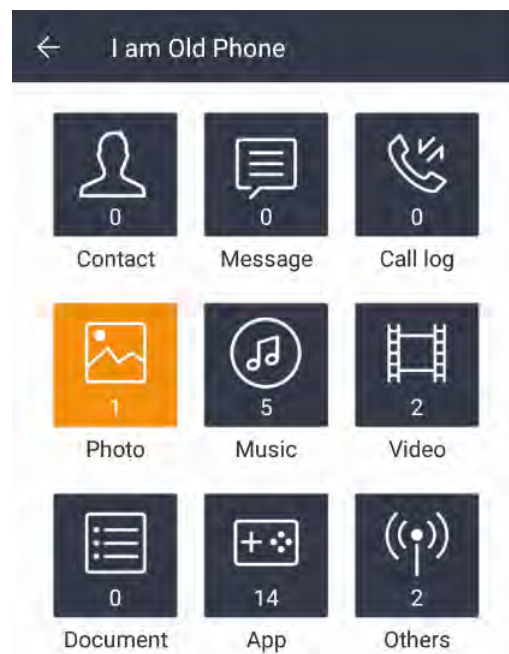 I am Old Phone
0 0 0
Contact Message Call log
1 5 2
Photo Music Video
0 14 2
Document App Others